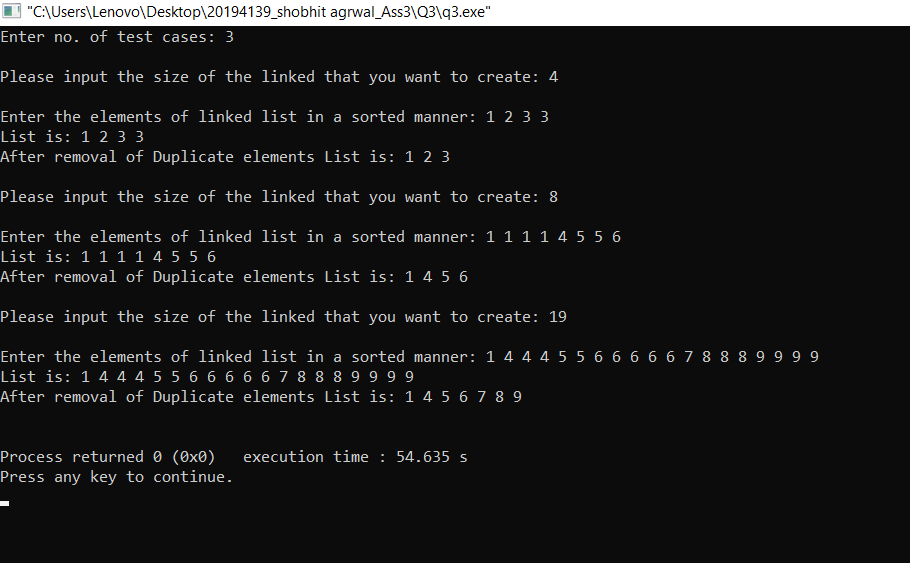 "C:\Users\Lenovo\Desktop\20194139_shobhit agrwal_Ass3\Q3\q3.exe"
Enter no. of test cases: 3
Please input the size of the linked that you want to create: 4
Enter the elements of linked list in a sorted manner: 1 2 3 3
List is: 1 2 3 3
After removal of Duplicate elements List is: 1 2 3
Please input the size of the linked that you want to create: 8
Enter the elements of linked list in a sorted manner: 1 1 1 1 4 5 5 6
List is: 1 1 1 1 4 5 5 6
After removal of Duplicate elements List is: 1 4 5 6
Please input the size of the linked that you want to create: 19
Enter the elements of linked list in a sorted manner: 1 4 4 4 5 5 6 6 6 6 6 7 8 8 8 9 9 9 9
List is: 1 4 4 4 5 5 6 6 6 6 6 7 8 8 8 9 9 9 9
After removal of Duplicate elements List is: 1 4 5 6 7 8 9
Process returned 0 (0x0)   execution time : 54.635 s
Press any key to continue.